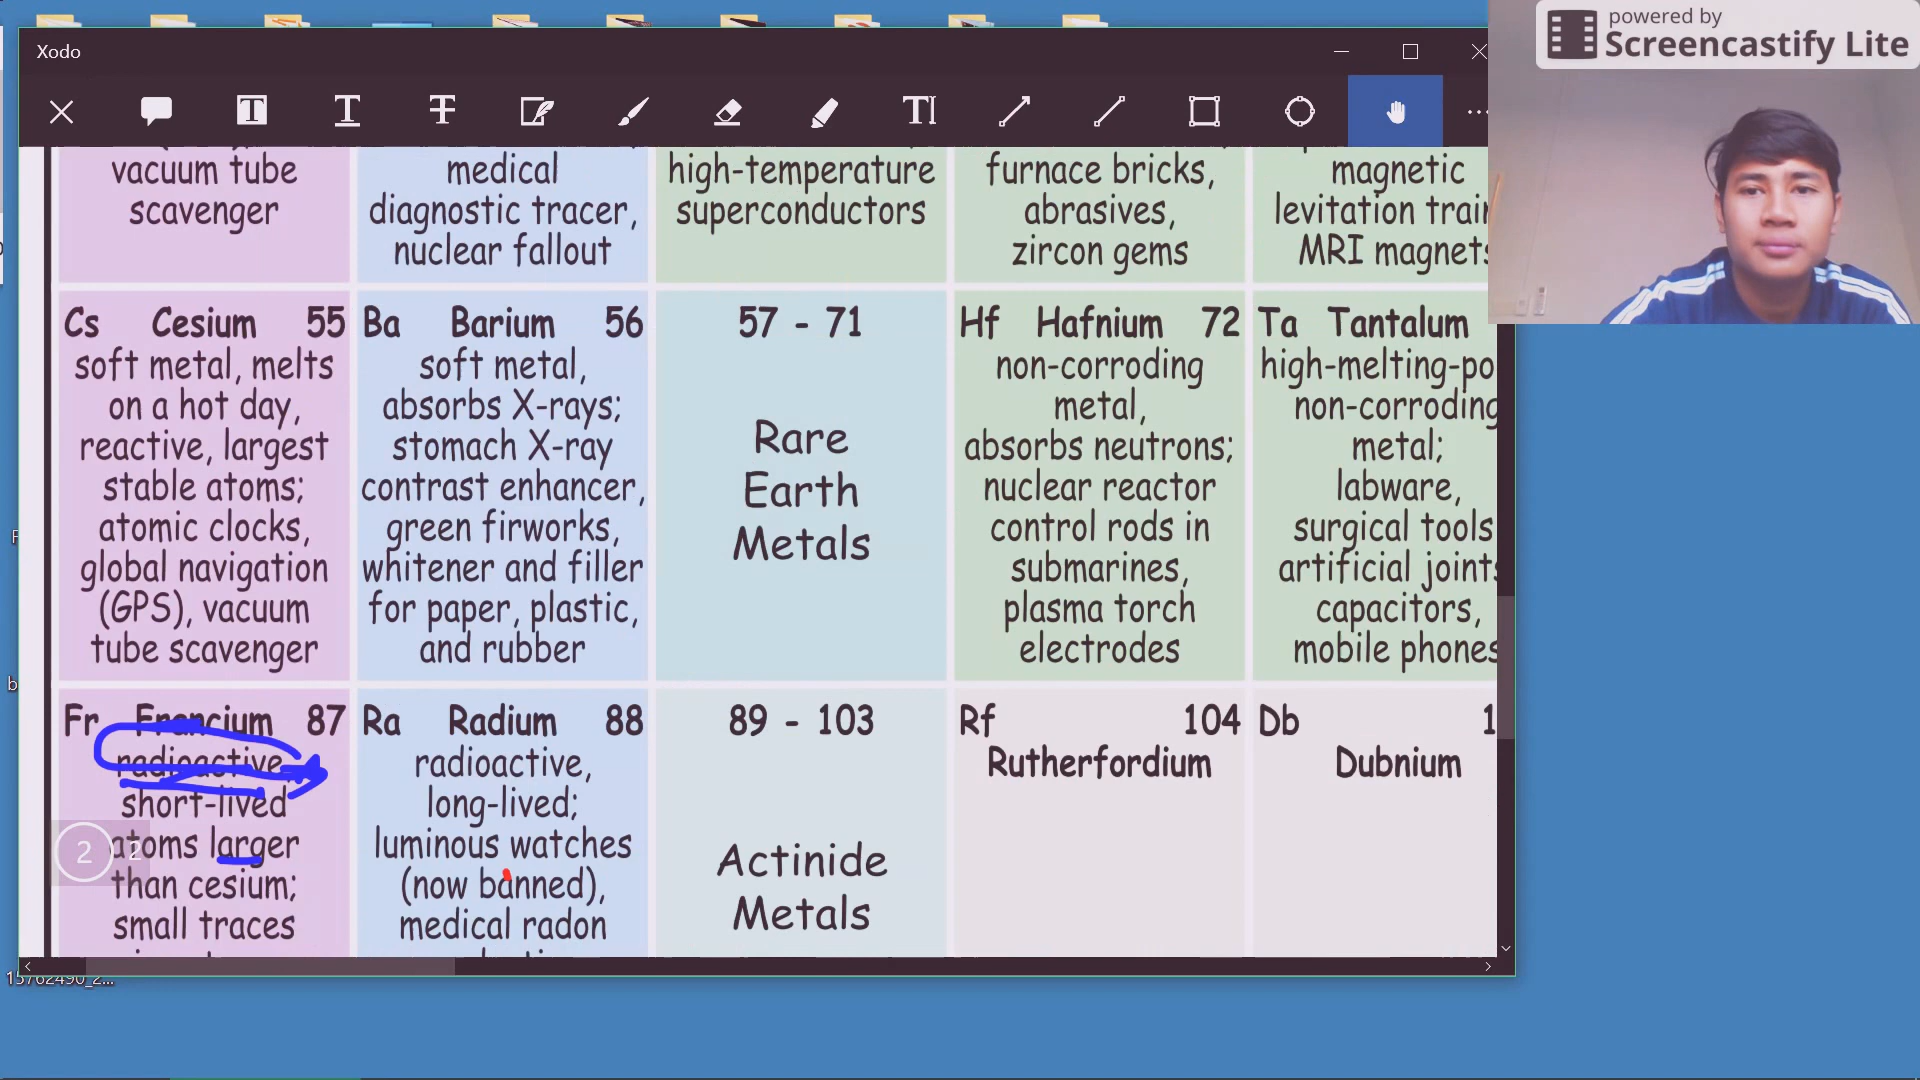 powered by
Screencastify Lite
Xodo
vacuum tube
scavenger
medical
diagnostic tracer,
nuclear fallout
high-temperature
superconductors
furnace bricks,
abrasives,
zircon gems
magnetic
levitation train
MRI magnets
Cs Cesium 55
soft metal, melts
on a hot day,
reactive, largest
stable atoms;
atomic clocks,
global navigation
(GPS), vacuum
tube scavenger
Ba Barium 56
soft metal,
absorbs X-rays;
stomach X-ray
contrast enhancer,
green firworks,
whitener and filler
for paper, plastic,
and rubber
57 - 71
Rare
Earth
Metals
Hf Hafnium 72
non-corroding
metal,
absorbs neutrons;
nuclear reactor
control rods in
submarines,
plasma torch
electrodes
Ta Tantalum
high-melting-po
non-corroding
metal;
labware,
surgical tools
artificial joints
capacitors,
mobile phones
Fr Francium 87
radioactive,
short-lived
atoms larger
than cesium;
small traces
Ra Radium 88
radioactive,
long-lived;
luminous watches
(now banned),
medical radon
89 - 103
Actinide
Metals
Rf 104
Rutherfordium
Db 1
Dubnium
2 2